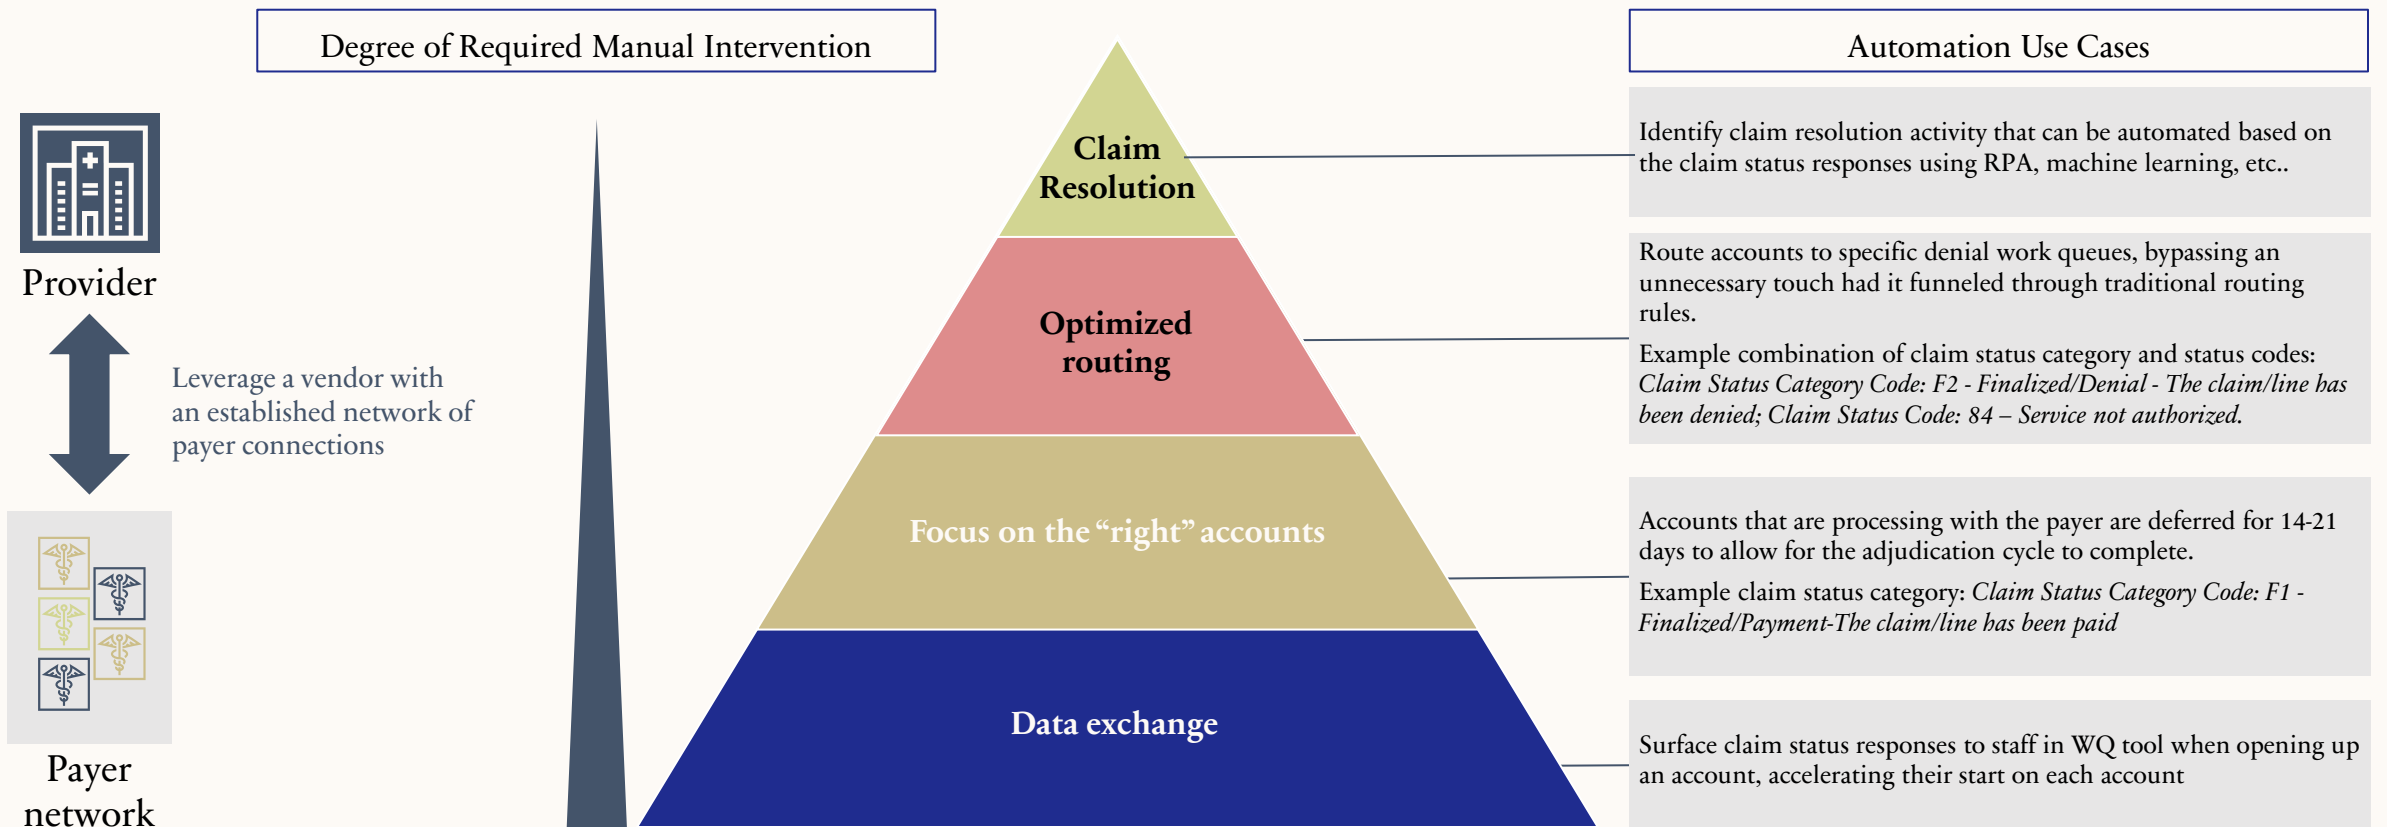 Degree of Required Manual Intervention
Automation Use Cases
Provider
Leverage a vendor with
an established network of
payer connections
Payer
network
Claim
Resolution
Optimized
routing
Focus on the “right” accounts
Data exchange
Identify claim resolution activity that can be automated based on
the claim status responses using RPA, machine learning, etc..
Route accounts to specific denial work queues, bypassing an
unnecessary touch had it funneled through traditional routing
rules.
Example combination of claim status category and status codes:
Claim Status Category Code: F2 - Finalized/Denial - The claim/line has
been denied; Claim Status Code: 84 – Service not authorized.
Accounts that are processing with the payer are deferred for 14-21
days to allow for the adjudication cycle to complete.
Example claim status category: Claim Status Category Code: F1 -
Finalized/Payment-The claim/line has been paid
Surface claim status responses to staff in WQ tool when opening up
an account, accelerating their start on each account